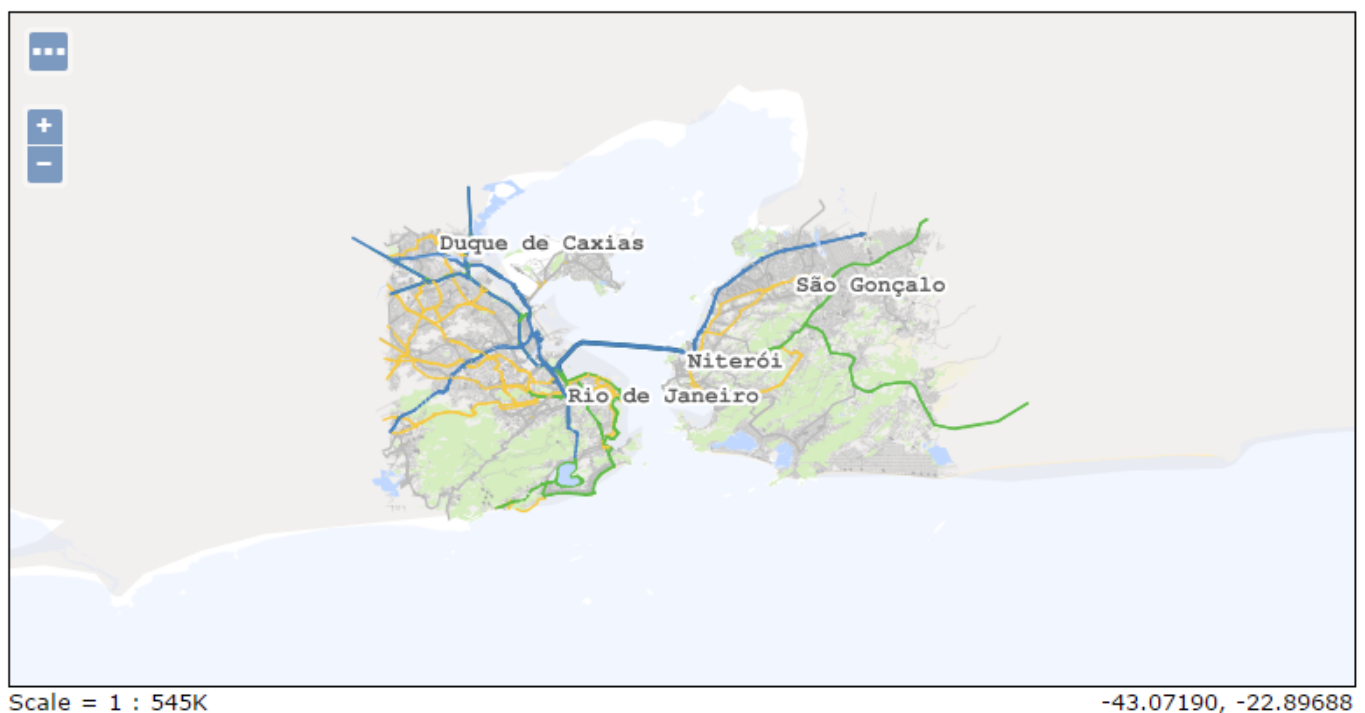 ...
+
−
Duque de Caxias
São Gonçalo
Niterói
Rio de Janeiro
Scale = 1 : 545K
-43.07190, -22.89688